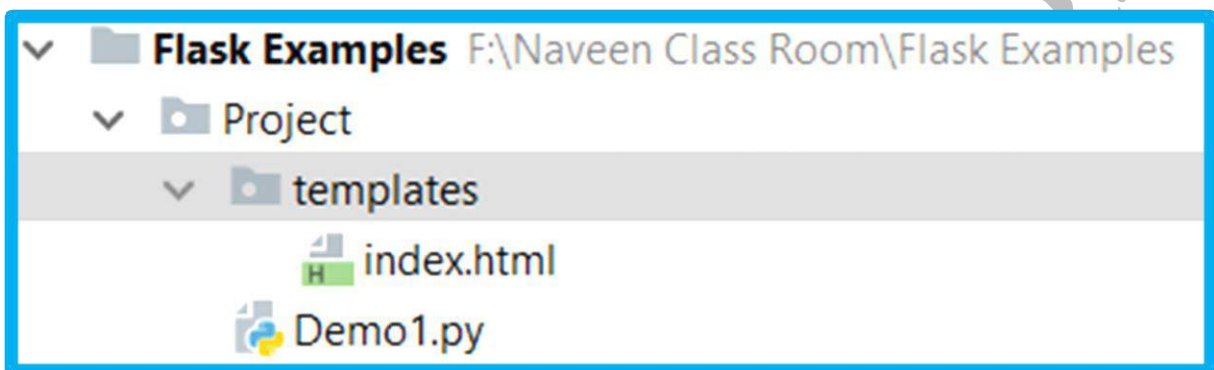 Flask Examples F:\Naveen Class Room\Flask Examples
Project
templates
H index.html
Demo1.py